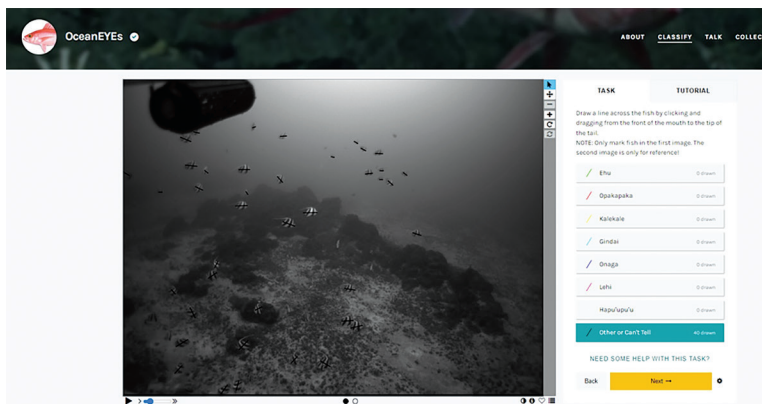 OceanEYEs
ABOUT CLASSIFY TALK COLLEC
TASK TUTORIAL
Draw a line across the fish by clicking and
dragging from the front of the mouth to the tip of
the tail.
NOTE: Only mark fish in the first image. The
second image is only for reference!
Ehu 0 drawn
Opakapaka 0 drawn
Kalekale 0 drawn
Gindai 0 drawn
Onaga 0 drawn
Lehi 0 drawn
Hapu'upu'u 0 drawn
Other or Can't Tell 40 drawn
NEED SOME HELP WITH THIS TASK?
Back Next →